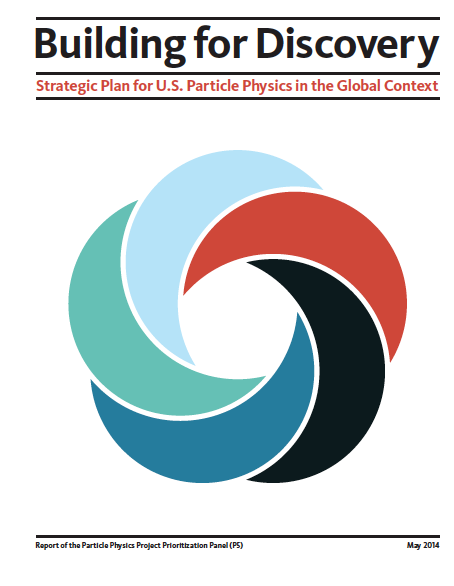 Building for Discovery
Strategic Plan for U.S. Particle Physics in the Global Context
Report of the Particle Physics Project Prioritization Panel (P5)
May 2014